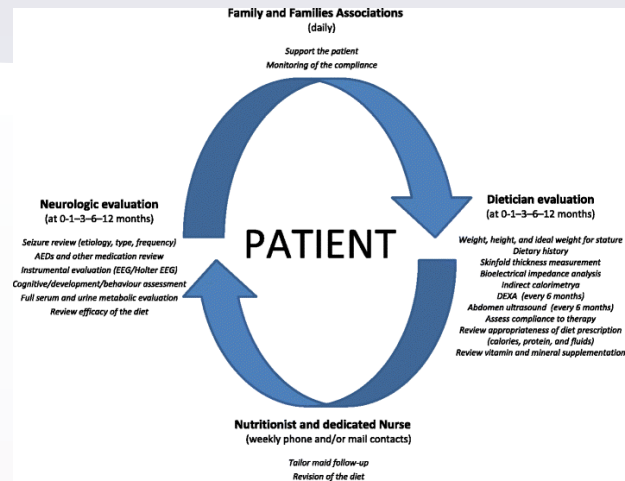 Family and Families Associations
(daily)
Support the patient
Monitoring of the compliance
Neurologic evaluation
(at 0-1–3–6–12 months)
Seizure review (etiology, type, frequency)
AEDs and other medication review
Instrumental evaluation (EEG/Holter EEG)
Cognitive/development/behaviour assessment
Full serum and urine metabolic evaluation
Review efficacy of the diet
PATIENT
Dietician evaluation
(at 0-1–3–6–12 months)
Weight, height, and ideal weight for stature
Dietary history
Skinfold thickness measurement
Bioelectrical impedance analysis
Indirect calorimetrya
DEXA (every 6 months)
Abdomen ultrasound (every 6 months)
Assess compliance to therapy
Review appropriateness of diet prescription
(calories, protein, and fluids)
Review vitamin and mineral supplementation
Nutritionist and dedicated Nurse
(weekly phone and/or mail contacts)
Tailor maid follow-up
Revision of the diet